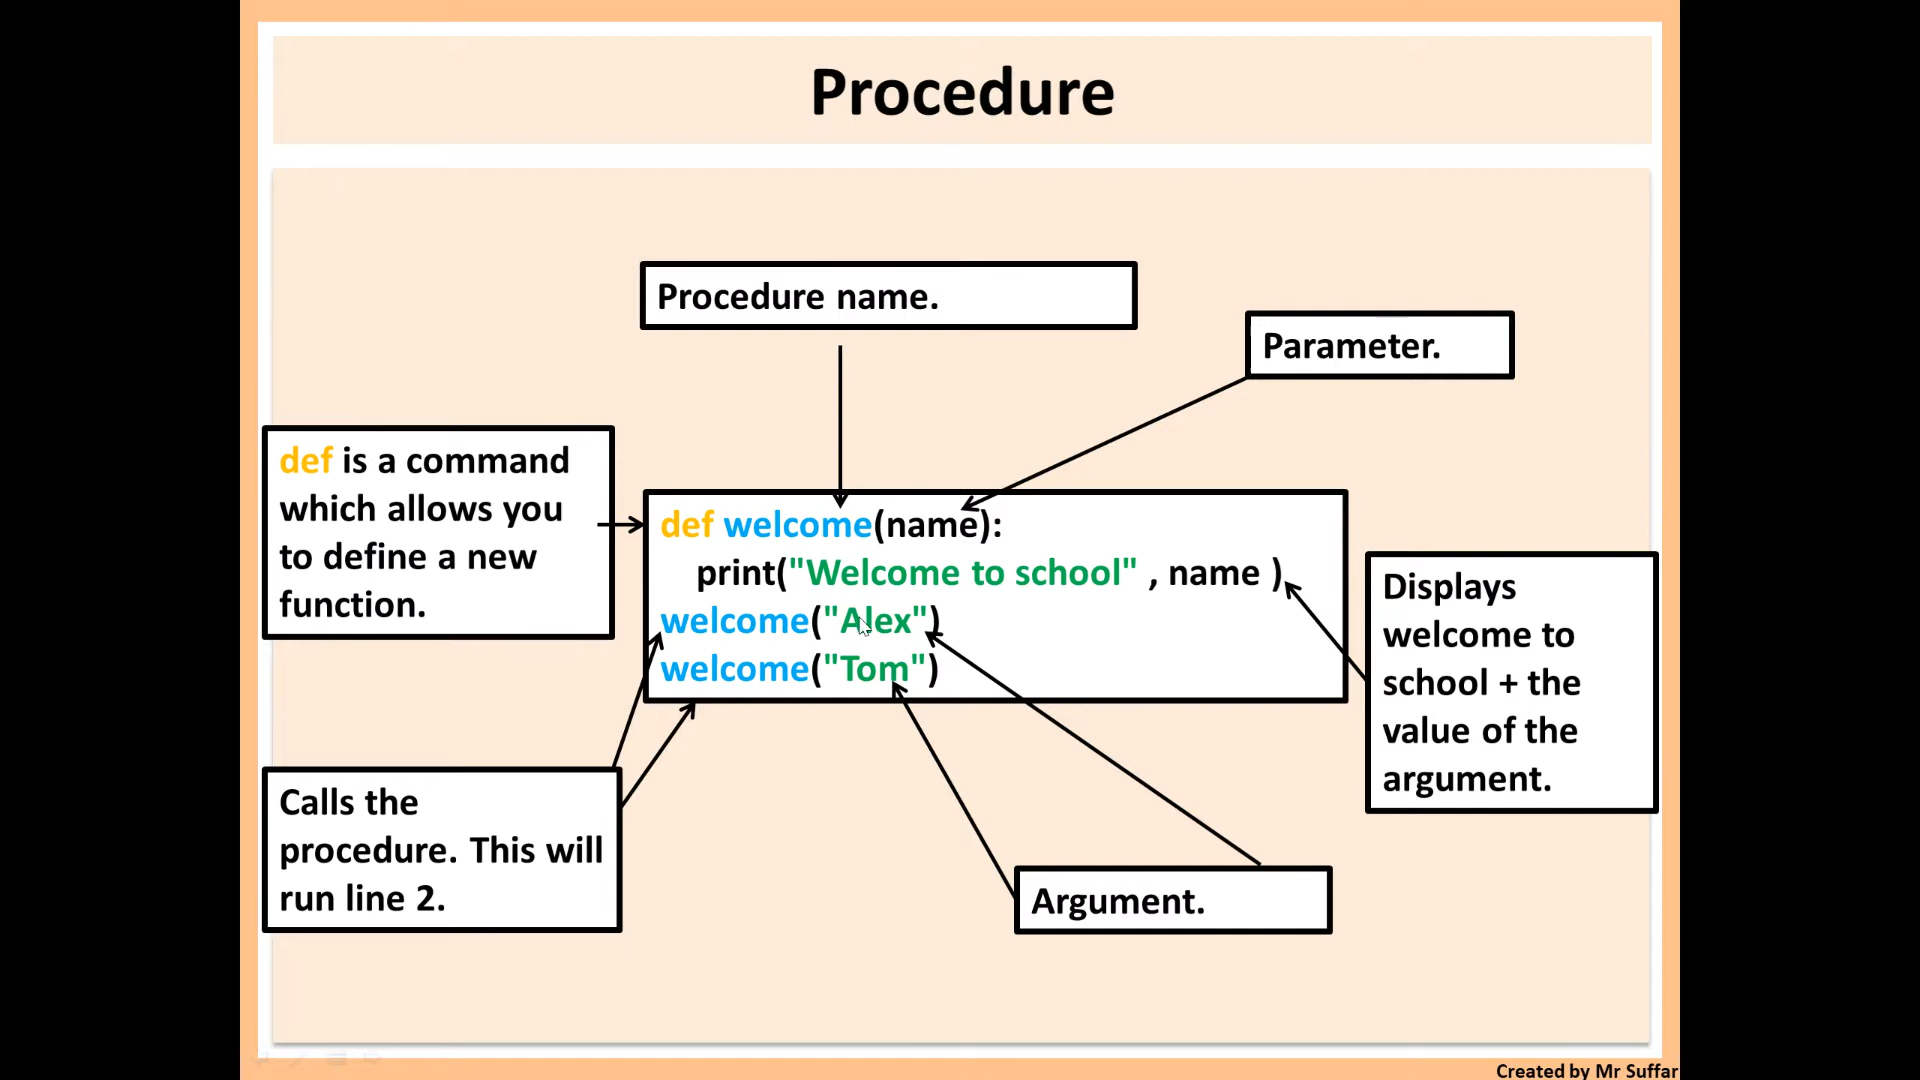 Procedure
Procedure name.
Parameter.
def is a command
which allows you
to define a new
function.
def welcome(name):
print("Welcome to school" , name )
welcome("Alex")
welcome("Tom")
Displays
welcome to
school + the
value of the
argument.
Calls the
procedure. This will
run line 2.
Argument.
Created by Mr Suffar